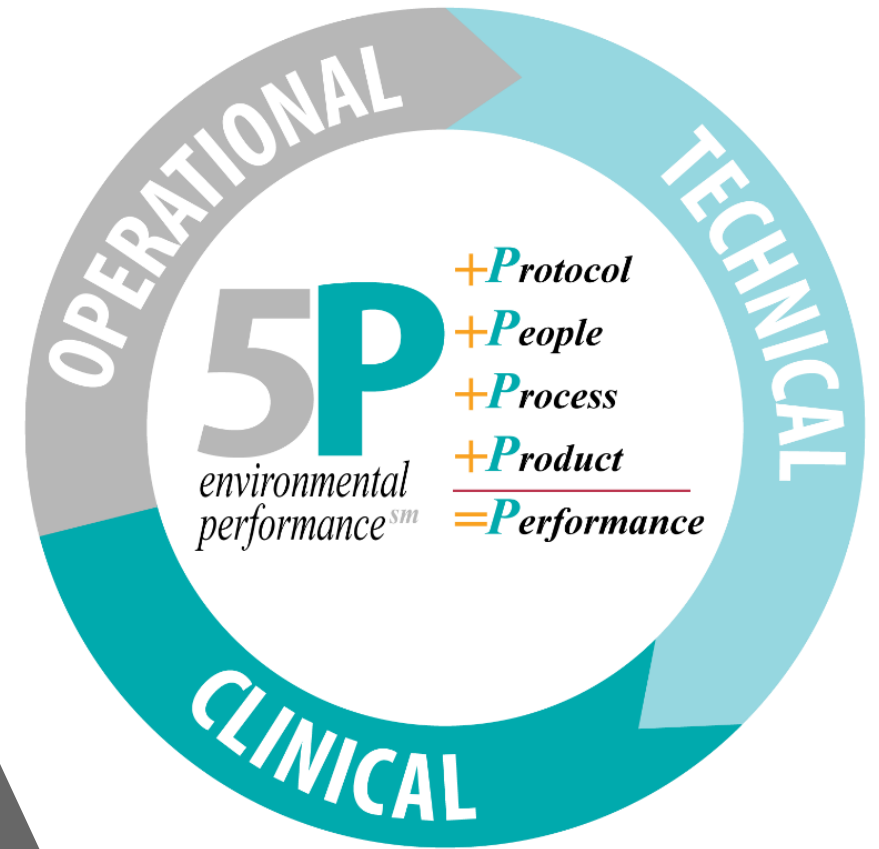 OPERATIONAL
TECHNICAL
CLINICAL
5P
environmental
performance sm
+Protocol
+People
+Process
+Product
=Performance